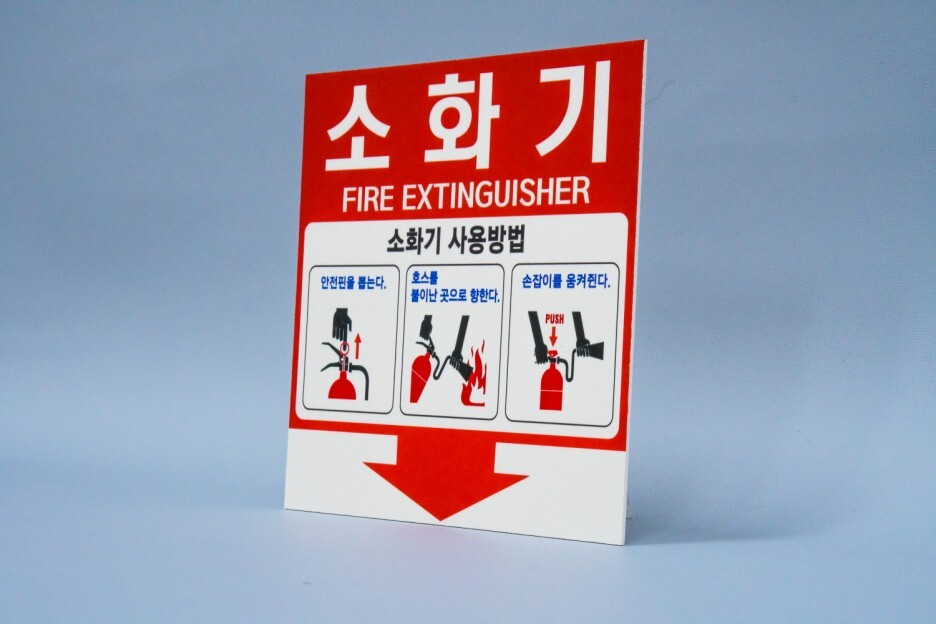 소화기
FIRE EXTINGUISHER
소화기 사용방법
안전핀을 뽑는다.
호스를
불이난 곳으로 향한다.
손잡이를 움켜쥔다.
PUSH